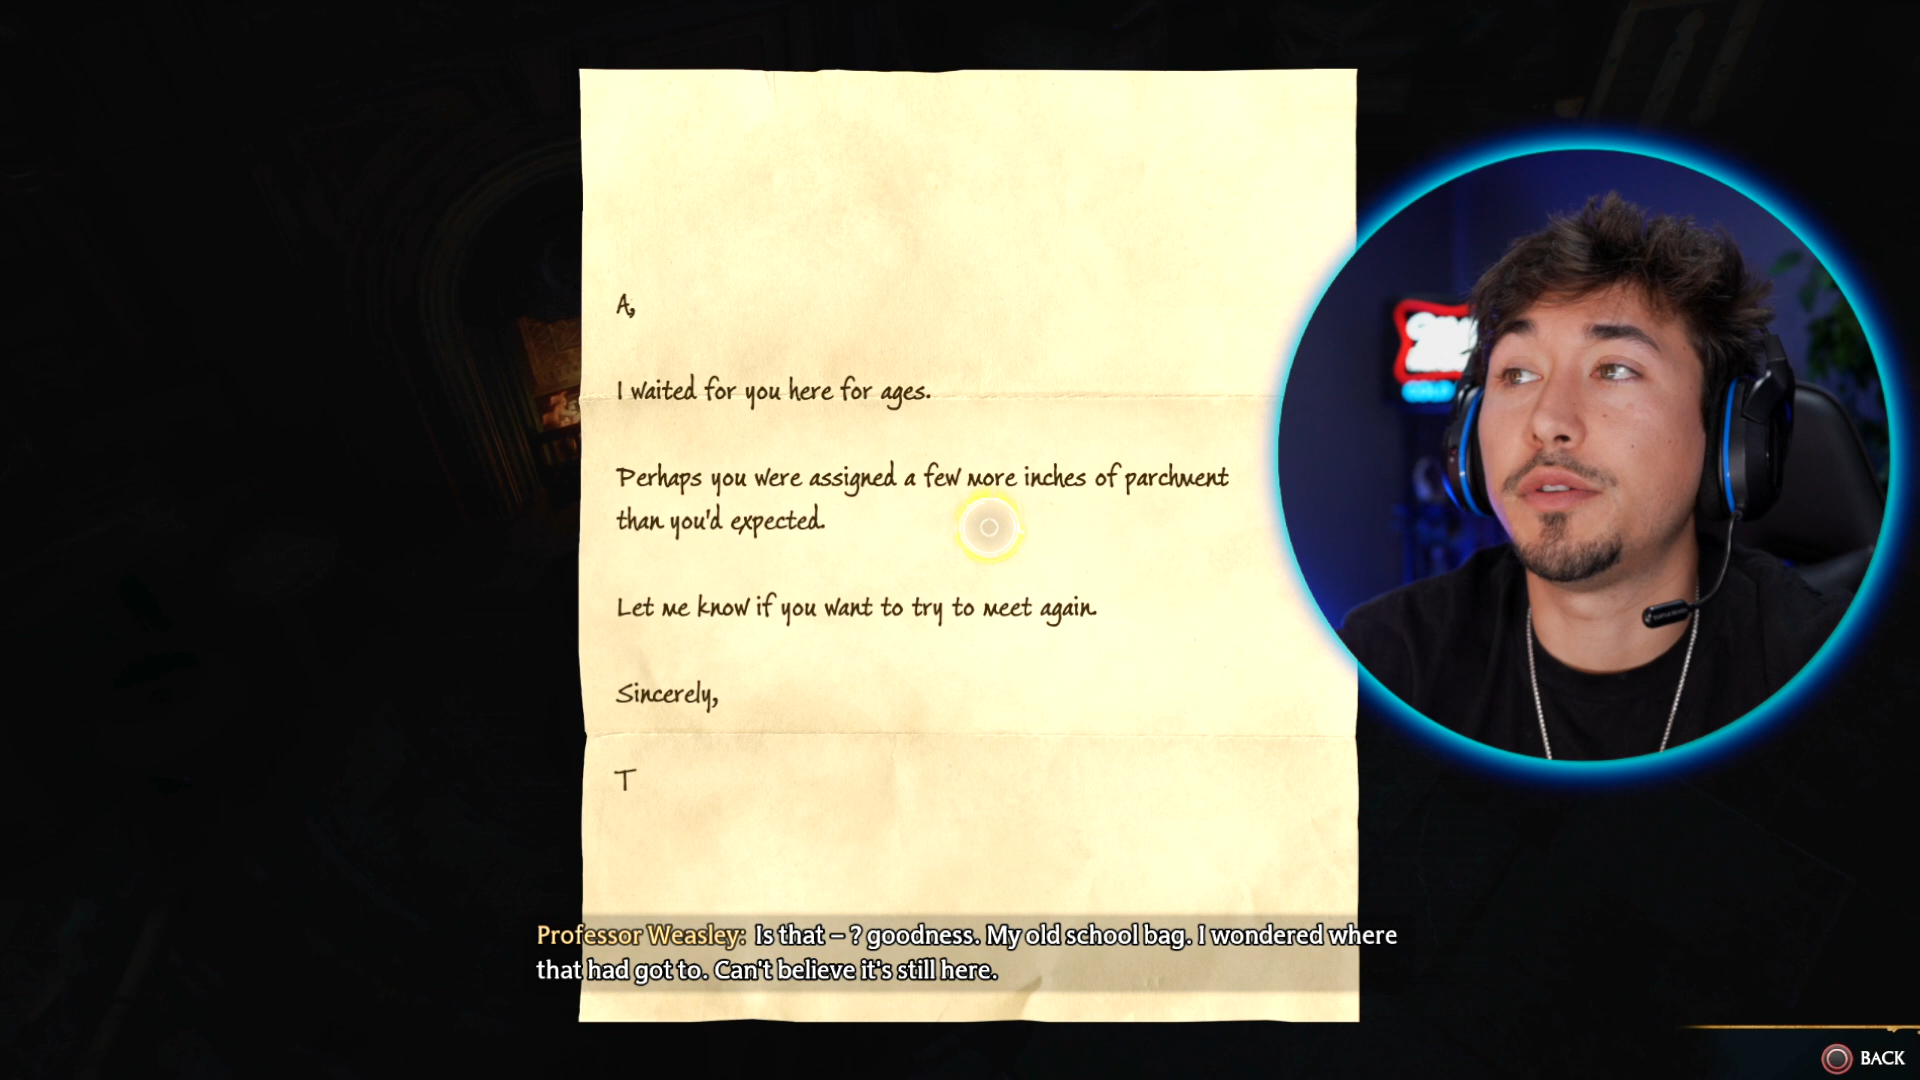 A,
I waited for you here for ages.
Perhaps you were assigned a few more inches of parchment
than you'd expected.
Let me know if you want to try to meet again.
Sincerely,
T
Professor Weasley: Is that – ? goodness. My old school bag. I wondered where
that had got to. Can't believe it's still here.
BACK